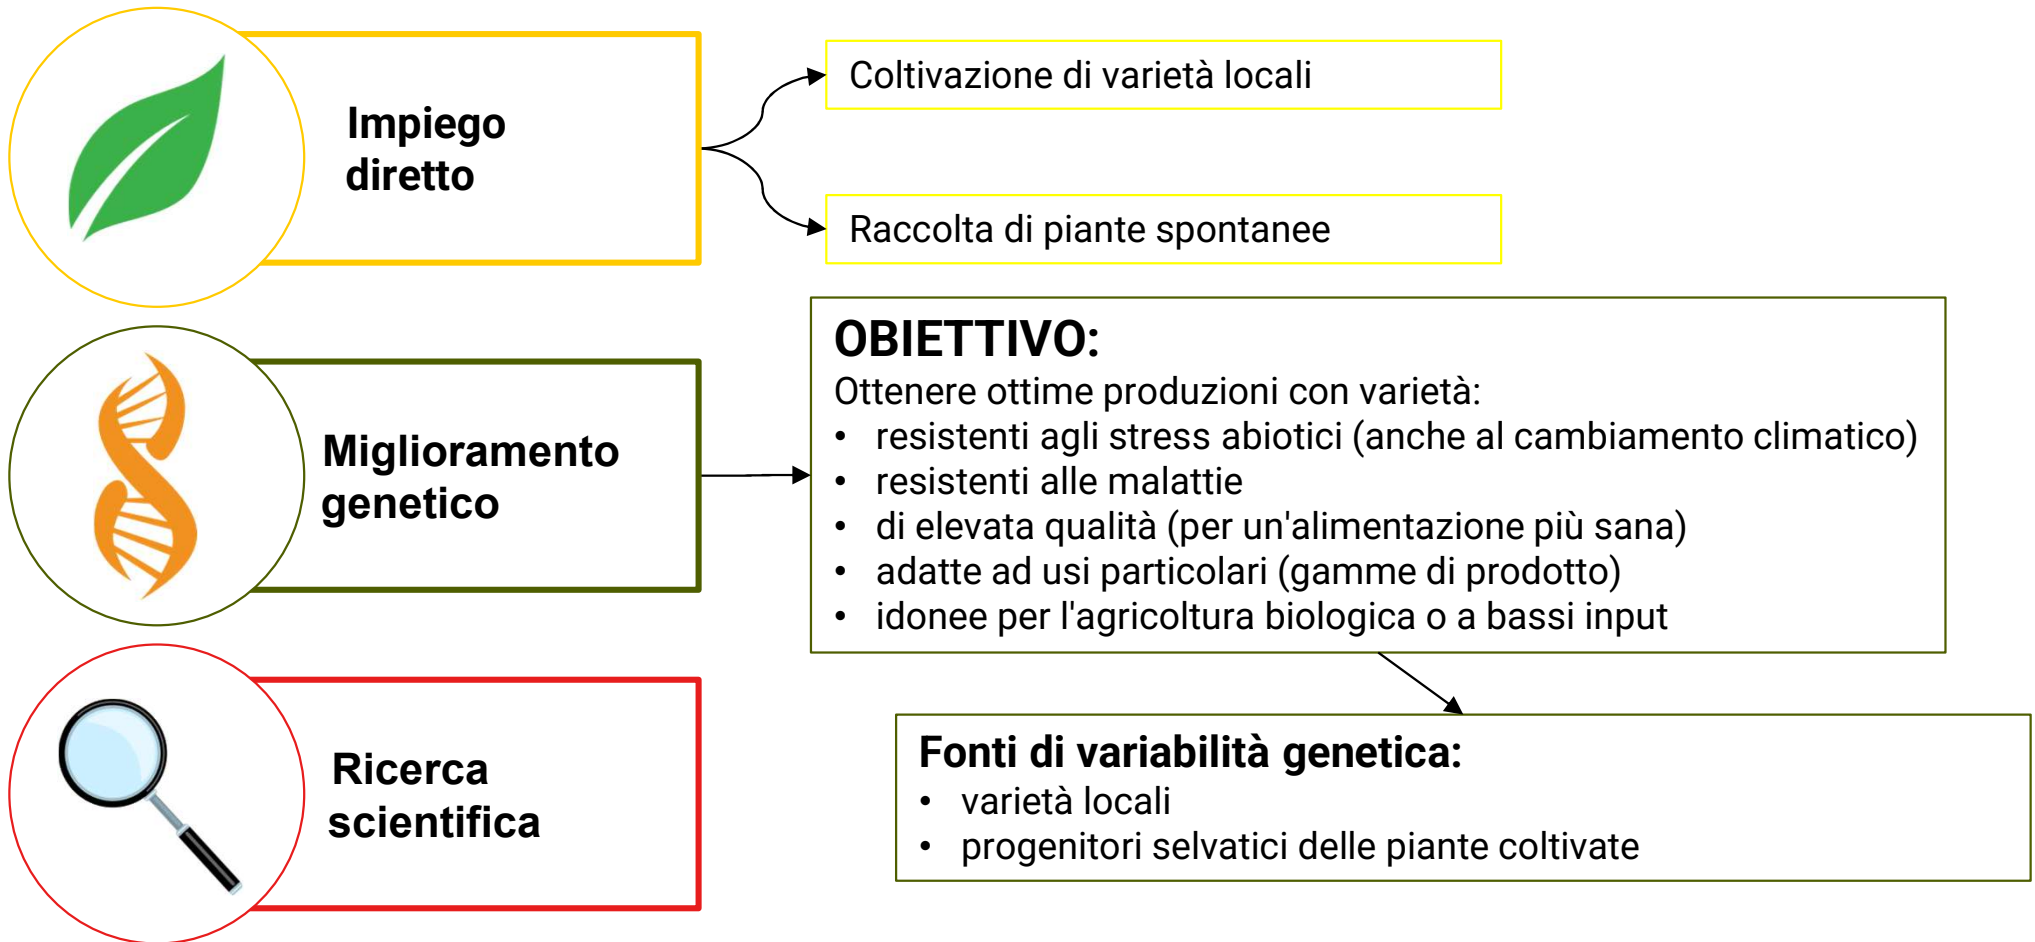 Impiego
diretto
Coltivazione di varietà locali
Raccolta di piante spontanee
Miglioramento
genetico
OBIETTIVO:
Ottenere ottime produzioni con varietà:
• resistenti agli stress abiotici (anche al cambiamento climatico)
• resistenti alle malattie
• di elevata qualità (per un'alimentazione più sana)
• adatte ad usi particolari (gamme di prodotto)
• idonee per l'agricoltura biologica o a bassi input
Ricerca
scientifica
Fonti di variabilità genetica:
• varietà locali
• progenitori selvatici delle piante coltivate